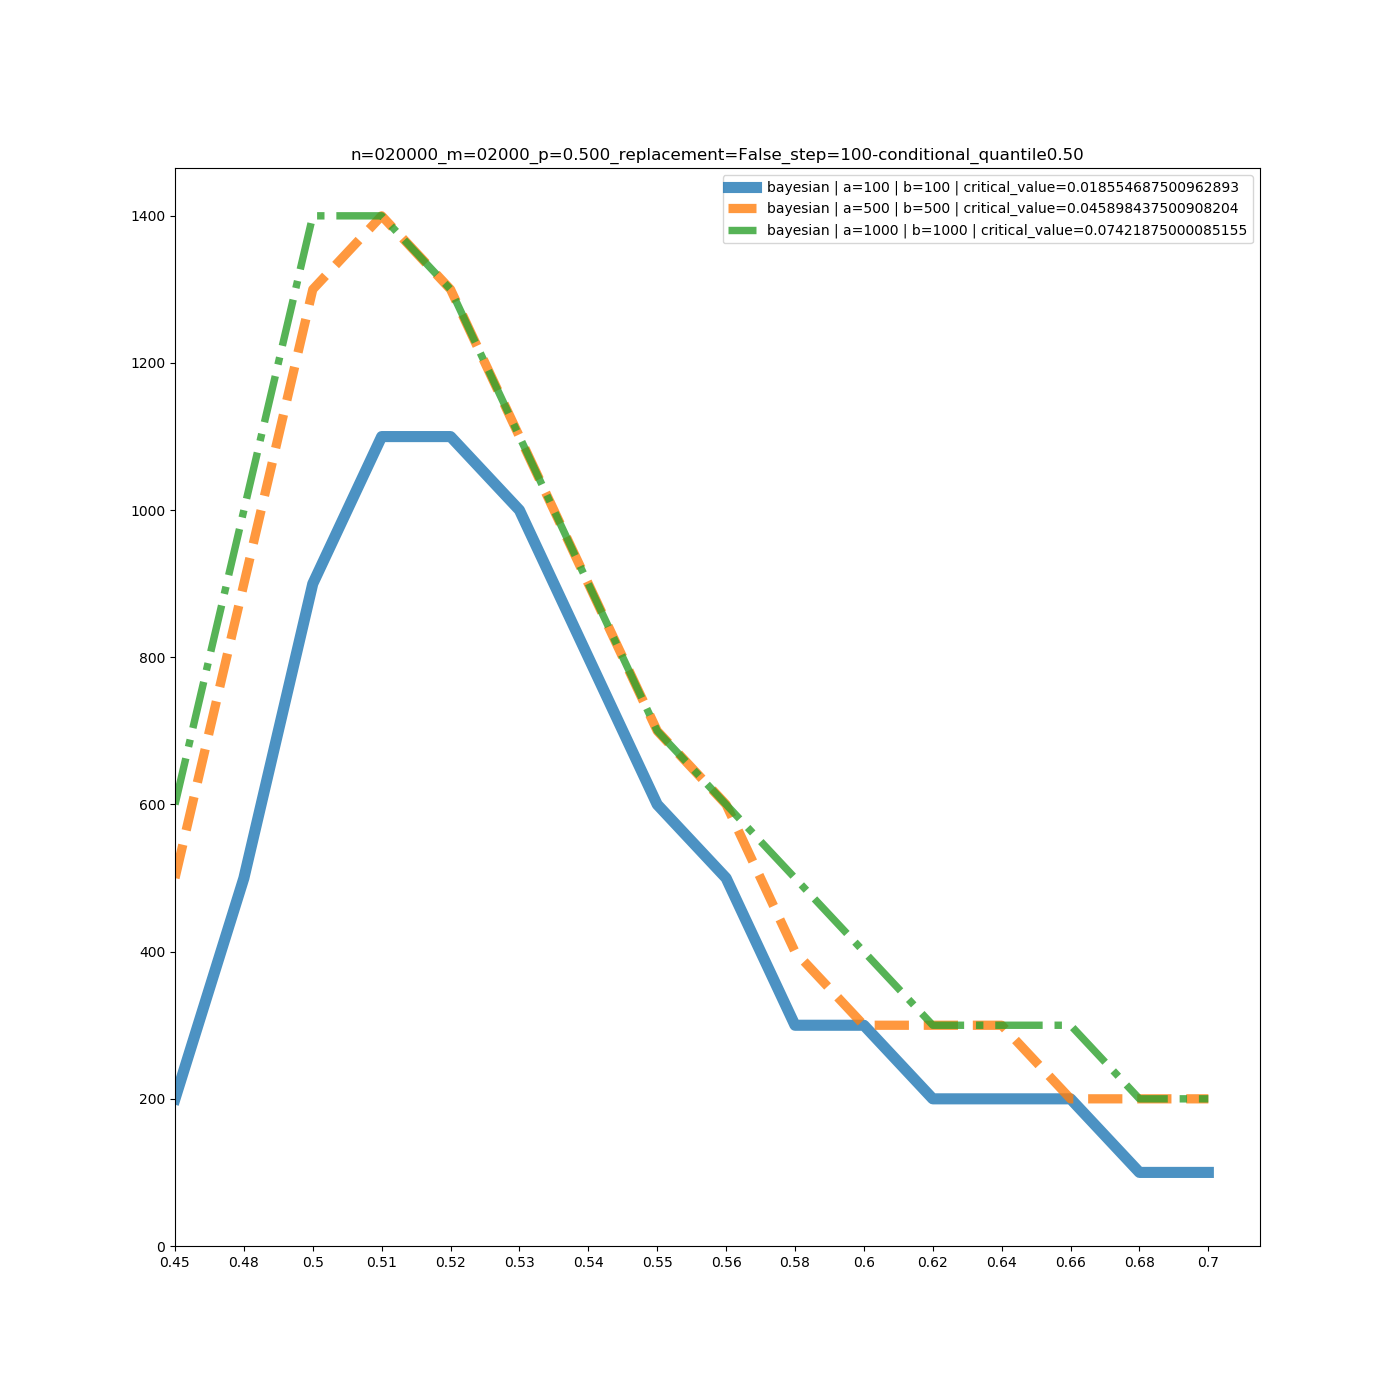 n=020000_m=02000_p=0.500_replacement=False_step=100-conditional_quantile0.50
bayesian | a=100 | b=100 | critical_value=0.018554687500962893
bayesian | a=500 | b=500 | critical_value=0.045898437500908204
bayesian | a=1000 | b=1000 | critical_value=0.07421875000085155
1400
1200
1000
800
600
400
200
0
0.45 0.48 0.5 0.51 0.52 0.53 0.54 0.55 0.56 0.58 0.6 0.62 0.64 0.66 0.68 0.7